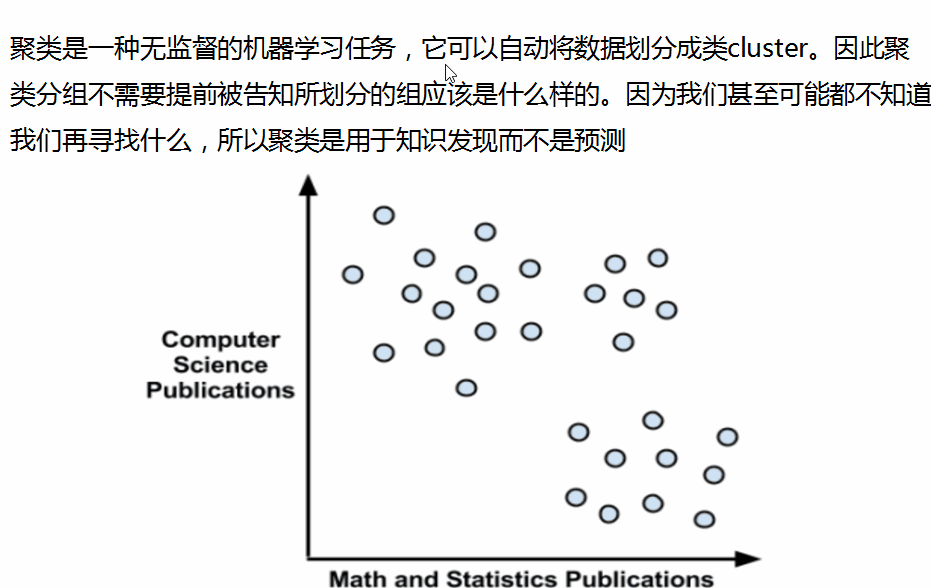 聚类是一种无监督的机器学习任务，它可以自动将数据划分成类cluster。因此聚
类分组不需要提前被告知所划分的组应该是什么样的。因为我们甚至可能都不知道
我们再寻找什么，所以聚类是用于知识发现而不是预测
Computer
Science
Publications
Math and Statistics Publications